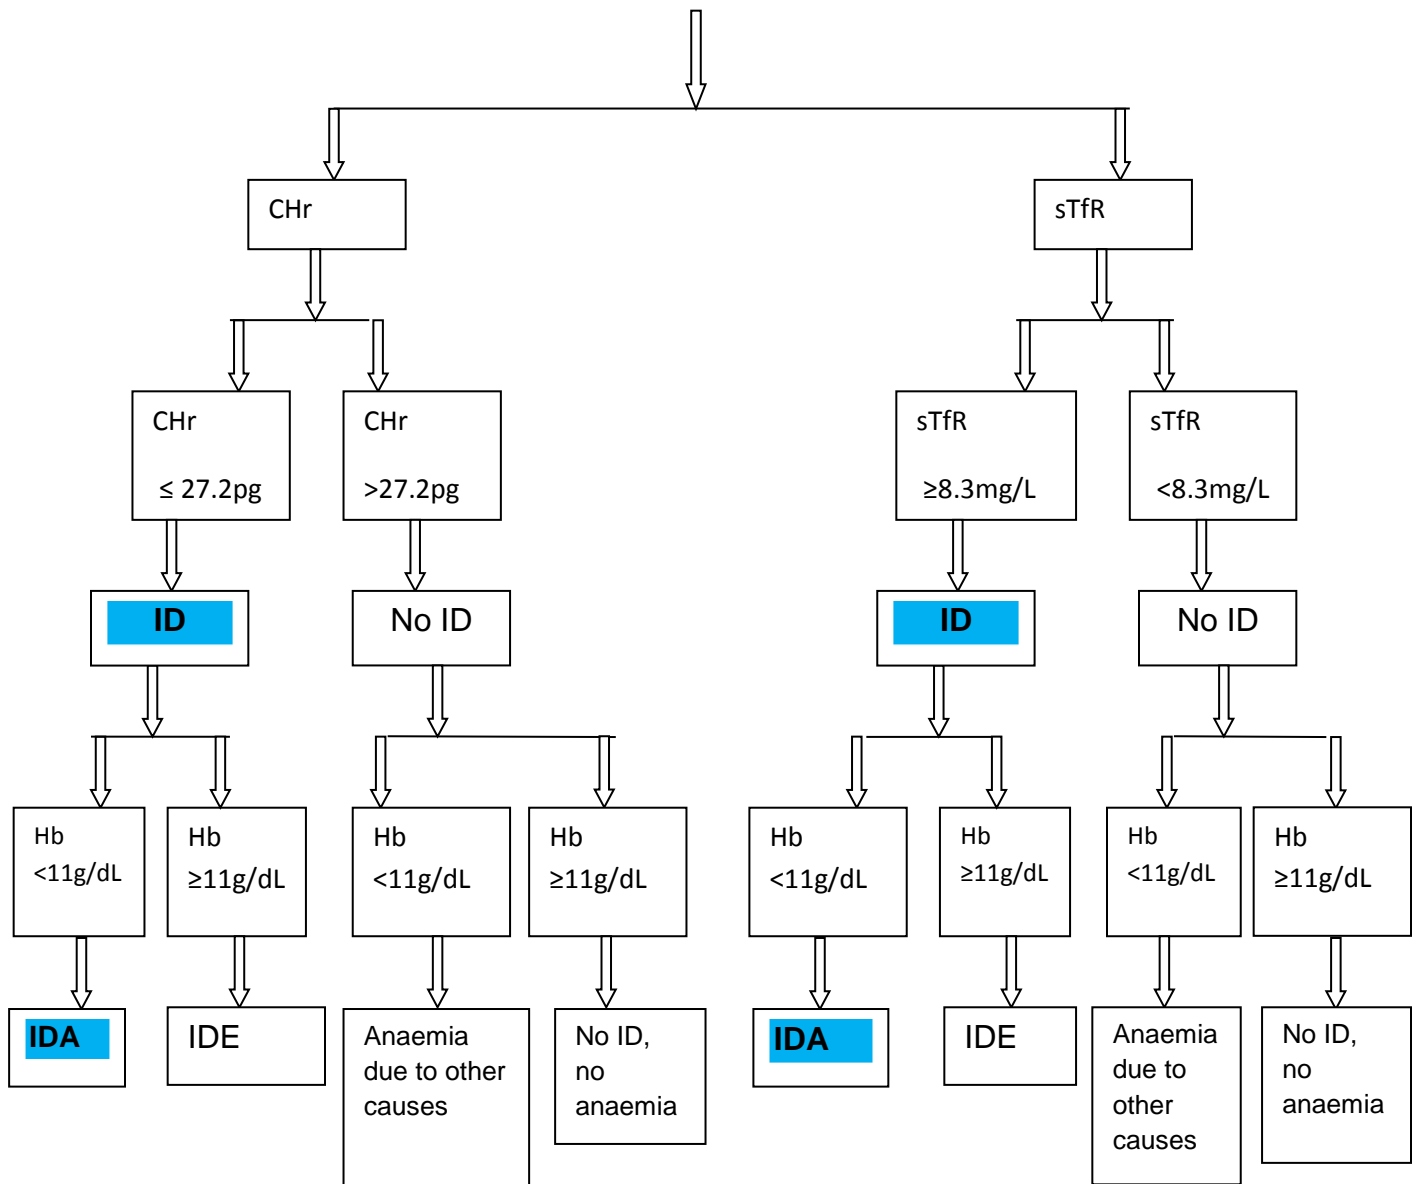 CHr
sTfR
CHr
≤ 27.2pg
CHr
>27.2pg
sTfR
≥8.3mg/L
sTfR
<8.3mg/L
ID
No ID
ID
No ID
Hb
<11g/dL
Hb
≥11g/dL
Hb
<11g/dL
Hb
≥11g/dL
Hb
<11g/dL
Hb
≥11g/dL
Hb
<11g/dL
Hb
≥11g/dL
IDA
IDE
Anaemia
due to other
causes
No ID,
no
anaemia
IDA
IDE
Anaemia
due to
other
causes
No ID,
no
anaemia